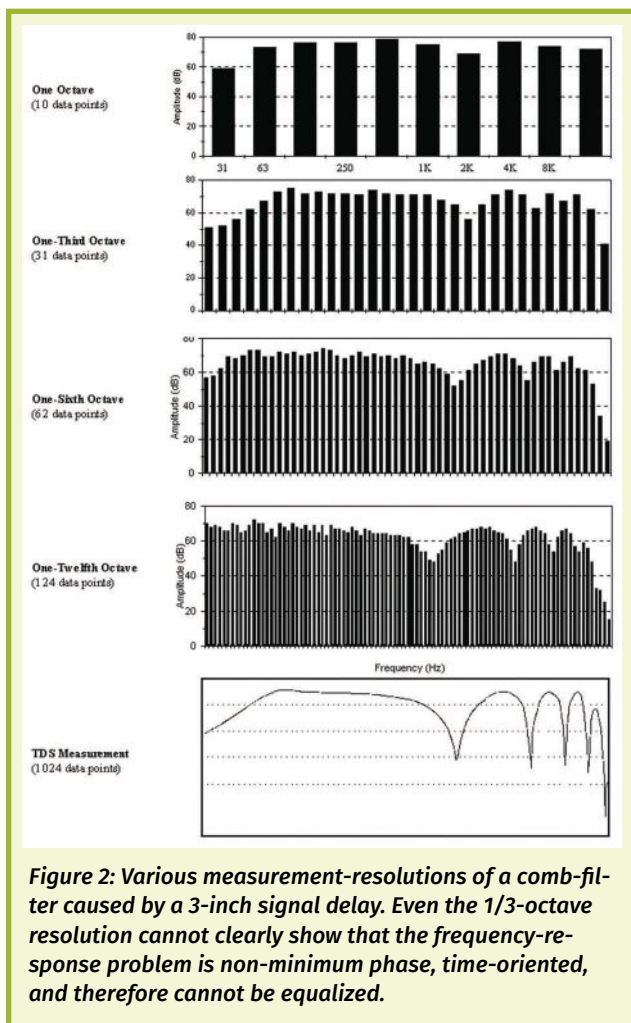 80
60
40
20
0
Amplitude (dB)
One Octave
(10 data points)
31 63 250 1K 2K 4K 8K
80
60
40
20
0
Amplitude (dB)
One-Third Octave
(31 data points)
80
60
40
20
0
Amplitude (dB)
One-Sixth Octave
(62 data points)
80
60
40
20
0
Amplitude (dB)
One-Twelfth Octave
(124 data points)
Frequency (Hz)
TDS Measurement
(1024 data points)
Figure 2: Various measurement-resolutions of a comb-fil-
ter caused by a 3-inch signal delay. Even the 1/3-octave
resolution cannot clearly show that the frequency-re-
sponse problem is non-minimum phase, time-oriented,
and therefore cannot be equalized.